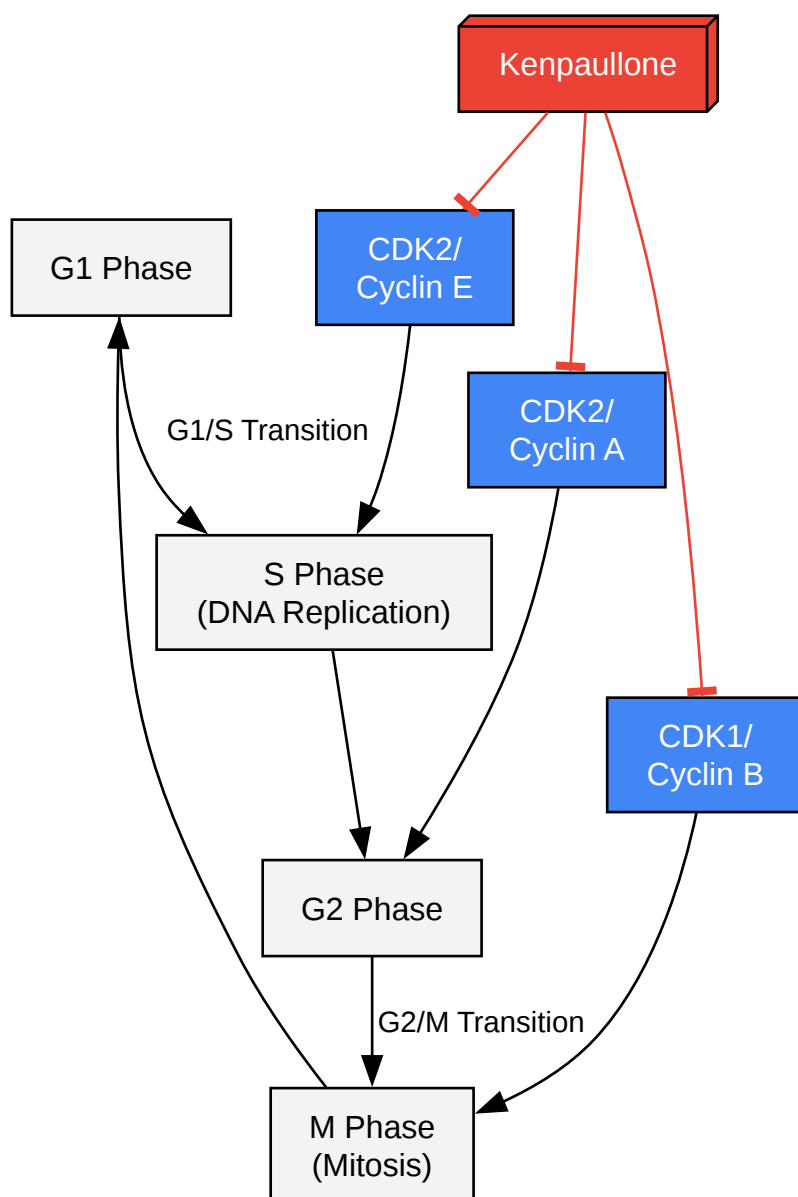 Kenpaullone
G1 Phase
CDK2/
Cyclin E
CDK2/
Cyclin A
G1/S Transition
S Phase
(DNA Replication)
CDK1/
Cyclin B
G2 Phase
G2/M Transition
M Phase
(Mitosis)